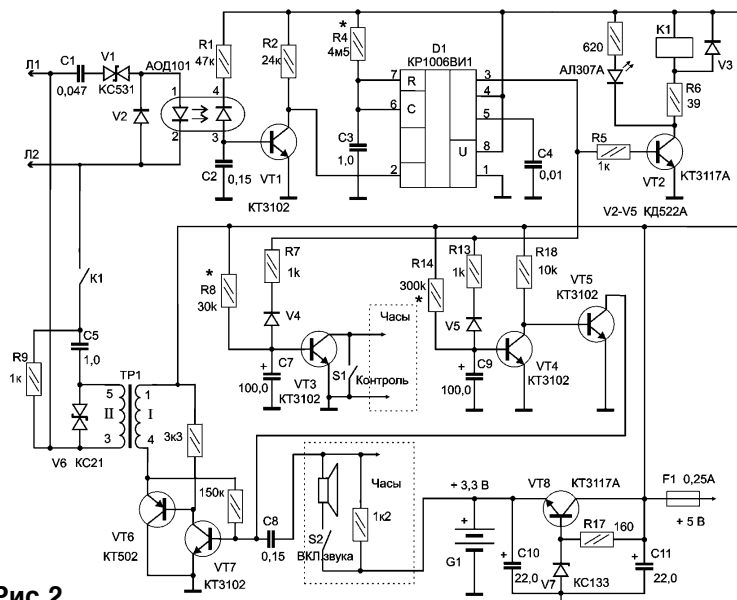 Л1
C1
0,047
V1
КС531
АОД101
V2
1
2
4
3
Л2
R1
47к
R2
24к
*
R4
4м5
D1
КР1006ВИ1
7
R
6
C
2
3
4
5
8
U
1
C2
0,15
VT1
КТ3102
C3
1,0
C4
0,01
620
АЛ307А
K1
V3
R6
39
R5
1к
VT2
КТ3117А
V2-V5 КД522А
K1
R9
1к
C5
1,0
ТР1
5
II
3
1
I
4
V6 КС21
*
R8
30k
R7
1k
V4
+
C7
100,0
VT3
КТ3102
S1
Часы
Контроль
R14
300k
*
R13
1k
V5
+
C9
100,0
R18
10k
VT4
КТ3102
VT5
КТ3102
3к3
150к
VT6
КТ502
VT7
КТ3102
C8
0,15
S2
ВКЛ.звука
Часы
1к2
+ 3,3 В
+
G1
VT8
КТ3117А
F1 0,25А
+ 5 В
R17 160
+
C10
22,0
V7
КС133
+
C11
22,0
Рис.2